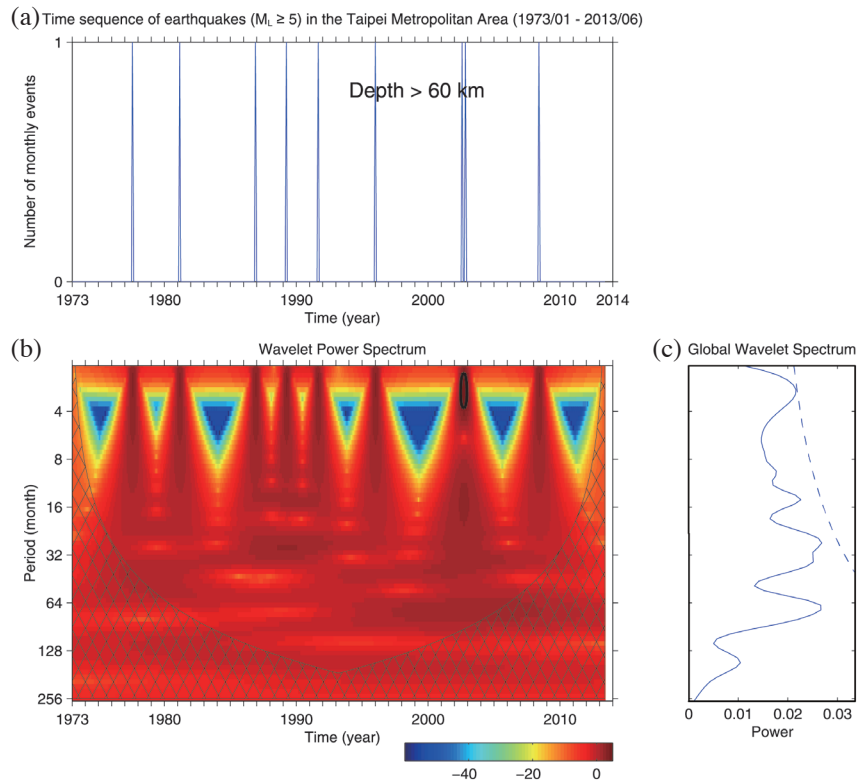 (a) Time sequence of earthquakes (ML ≥ 5) in the Taipei Metropolitan Area (1973/01 - 2013/06)
1
Depth > 60 km
Number of monthly events
0
1973 1980 1990 2000 2010 2014
Time (year)
(b) Wavelet Power Spectrum
(c) Global Wavelet Spectrum
4
8
16
Period (month)
32
64
128
256
1973 1980 1990 2000 2010
Time (year)
0 0.01 0.02 0.03
Power
−40 −20 0